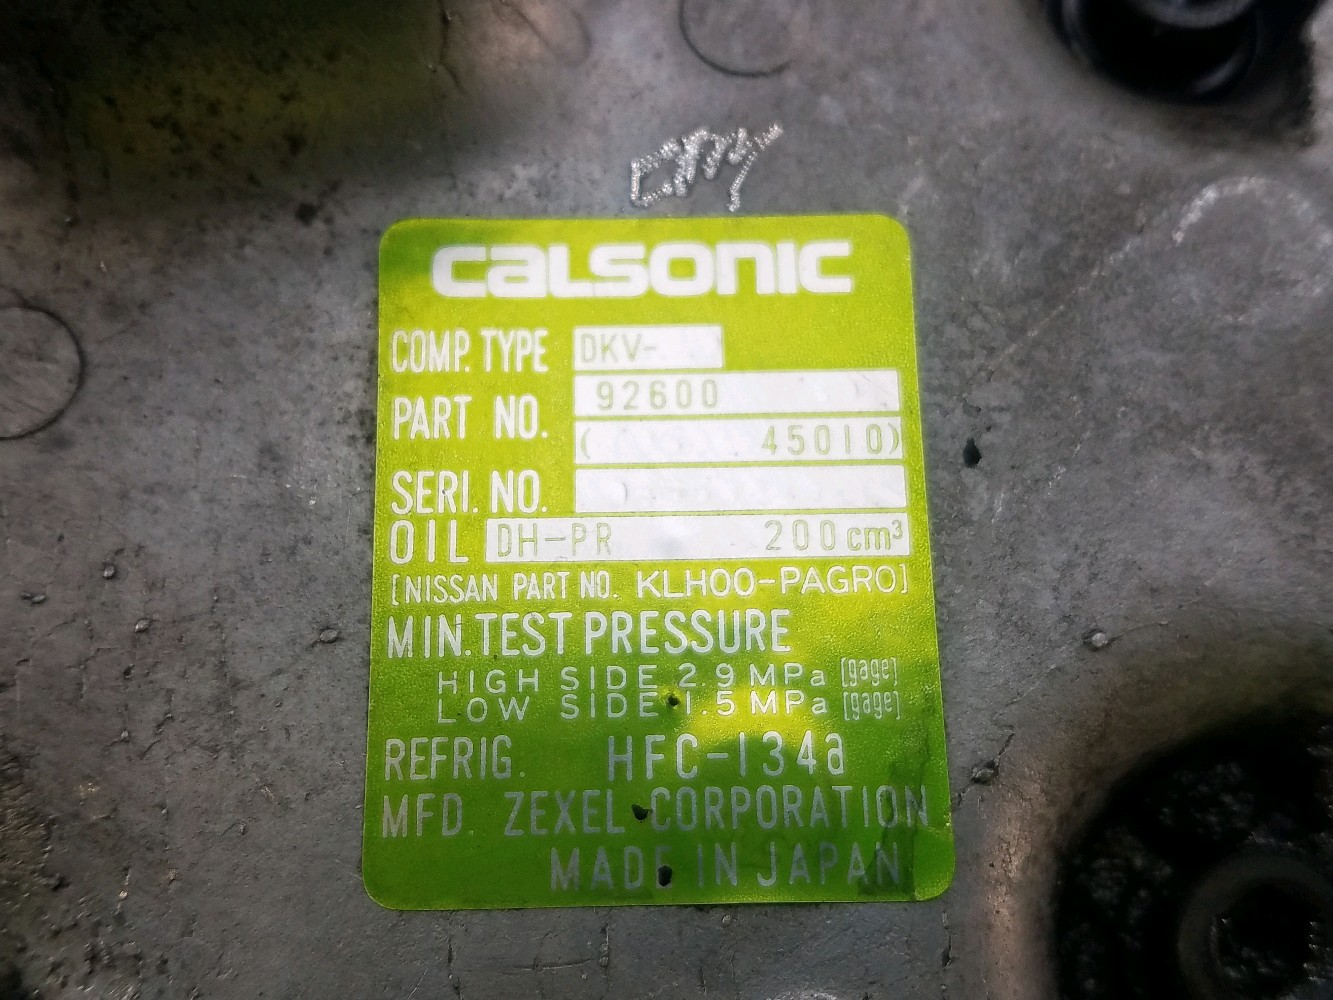 CALSONIC
COMP. TYPE DKV-
PART NO. 92600
( 45010)
SERI. NO.
OIL DH-PR 200 cm³
[NISSAN PART NO. KLH00-PAGR0]
MIN. TEST PRESSURE
HIGH SIDE 2.9 MPa [gage]
LOW SIDE 1.5 MPa [gage]
REFRIG. HFC-134a
MFD. ZEXEL CORPORATION
MADE IN JAPAN